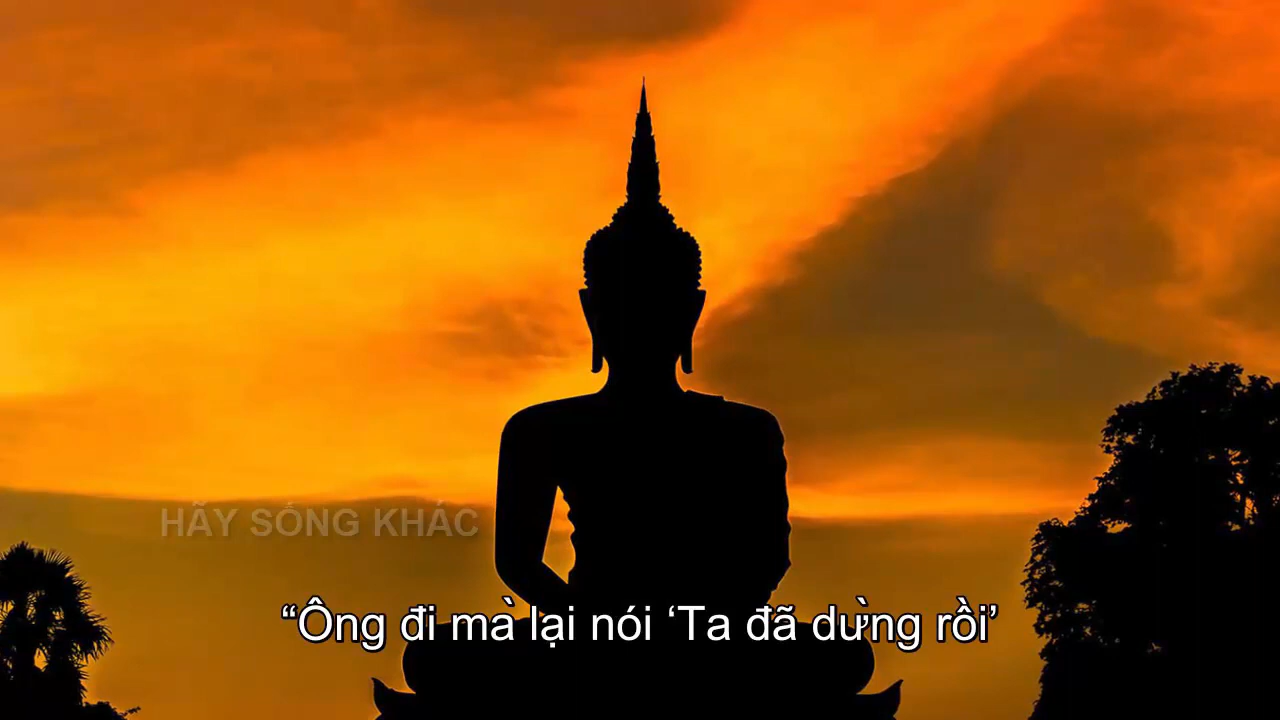 HÃY SỐNG KHÁC
“Ông đi mà lại nói ‘Ta đã dừng rồi’